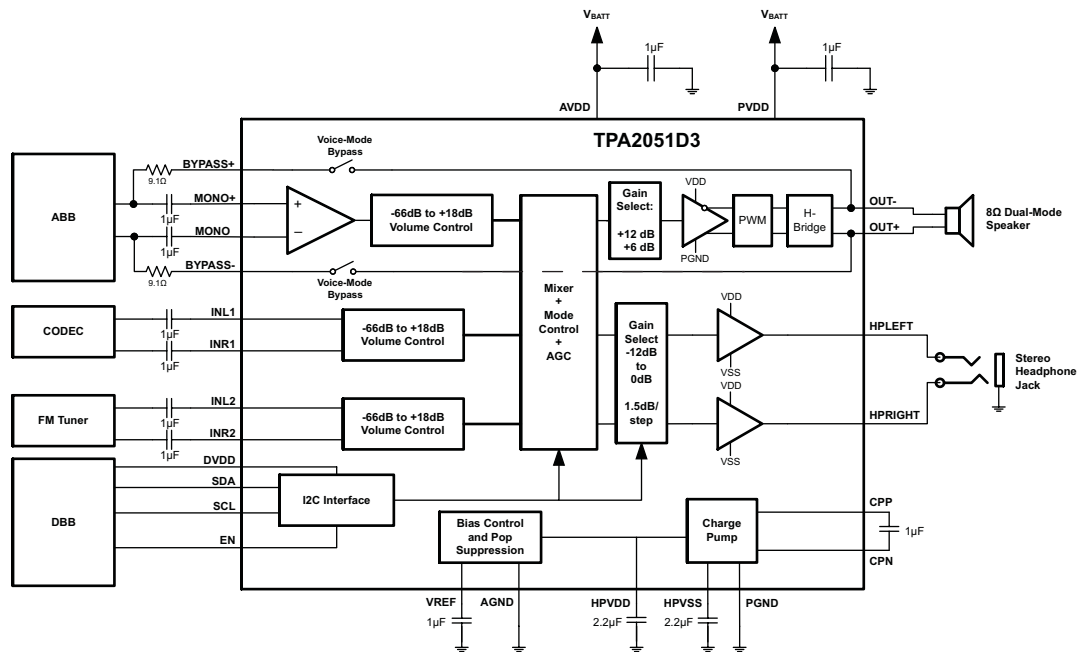 VBATT
VBATT
1μF
1μF
AVDD
PVDD
TPA2051D3
Voice-Mode
Bypass
BYPASS+
9.1Ω
ABB
MONO+
1μF
MONO
1μF
BYPASS-
9.1Ω
+
−
-66dB to +18dB
Volume Control
Voice-Mode
Bypass
Gain
Select:
+12 dB
+6 dB
VDD
PGND
PWM
H-
Bridge
OUT-
OUT+
8Ω Dual-Mode
Speaker
Mixer
+
Mode
Control
+
AGC
CODEC
INL1
1μF
INR1
1μF
-66dB to +18dB
Volume Control
Gain
Select
-12dB
to
0dB
1.5dB/
step
VDD
VSS
HPLEFT
Stereo
Headphone
Jack
VDD
VSS
HPRIGHT
FM Tuner
INL2
1μF
INR2
1μF
-66dB to +18dB
Volume Control
DBB
DVDD
SDA
SCL
EN
I2C Interface
Bias Control
and Pop
Suppression
Charge
Pump
CPP
1μF
CPN
VREF
AGND
HPVDD
HPVSS
PGND
1μF
2.2μF
2.2μF